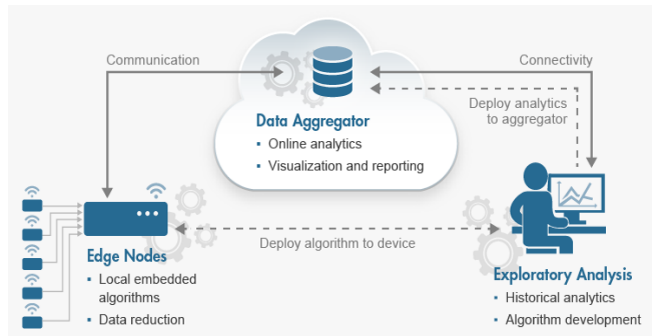 Communication
Connectivity
Deploy analytics
to aggregator
Data Aggregator
▪ Online analytics
▪ Visualization and reporting
Deploy algorithm to device
Edge Nodes
▪ Local embedded
algorithms
▪ Data reduction
Exploratory Analysis
▪ Historical analytics
▪ Algorithm development